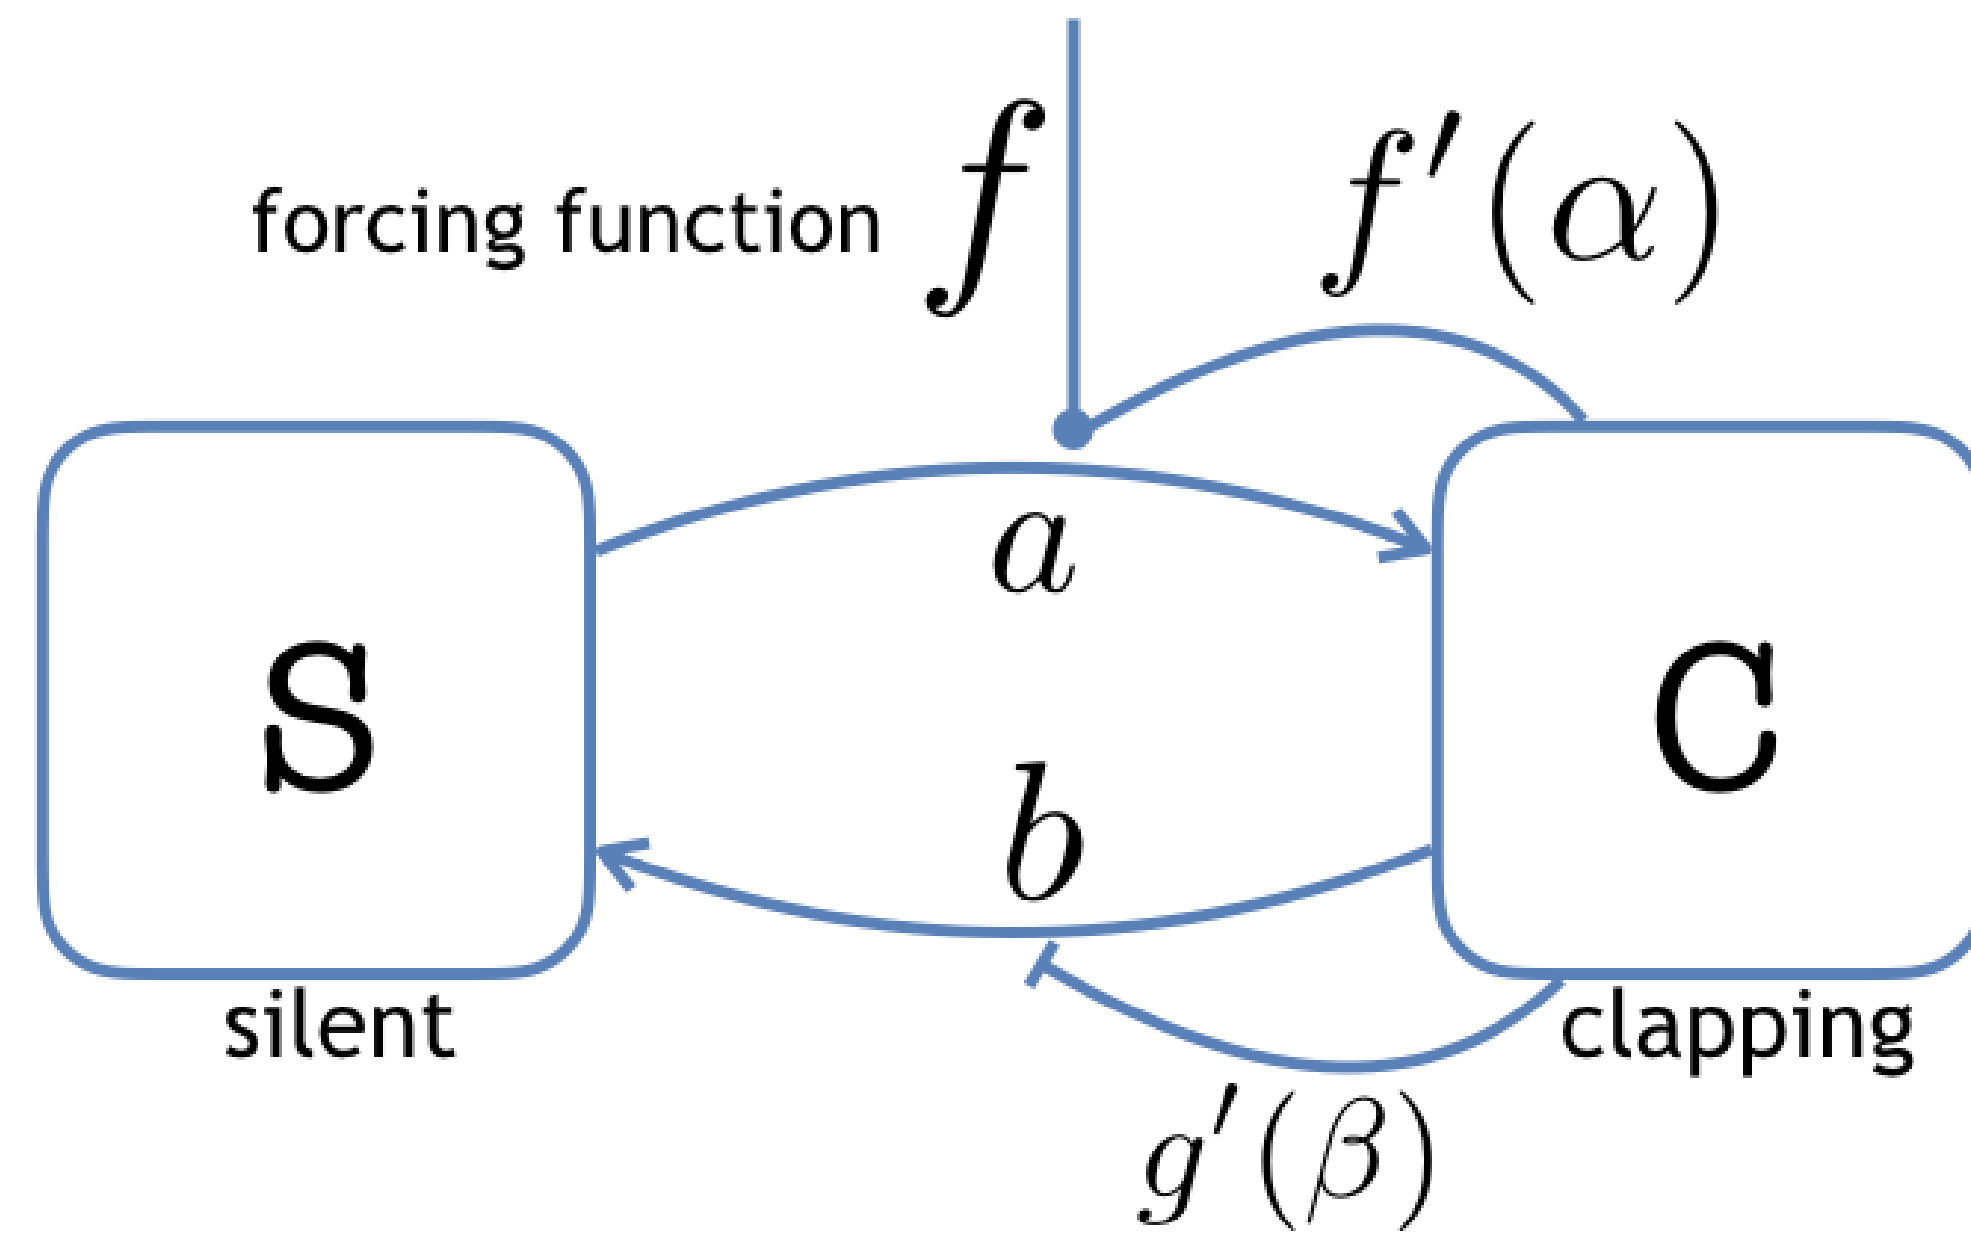 forcing function f
f′(α)
a
S
C
b
silent
clapping
g′(β)